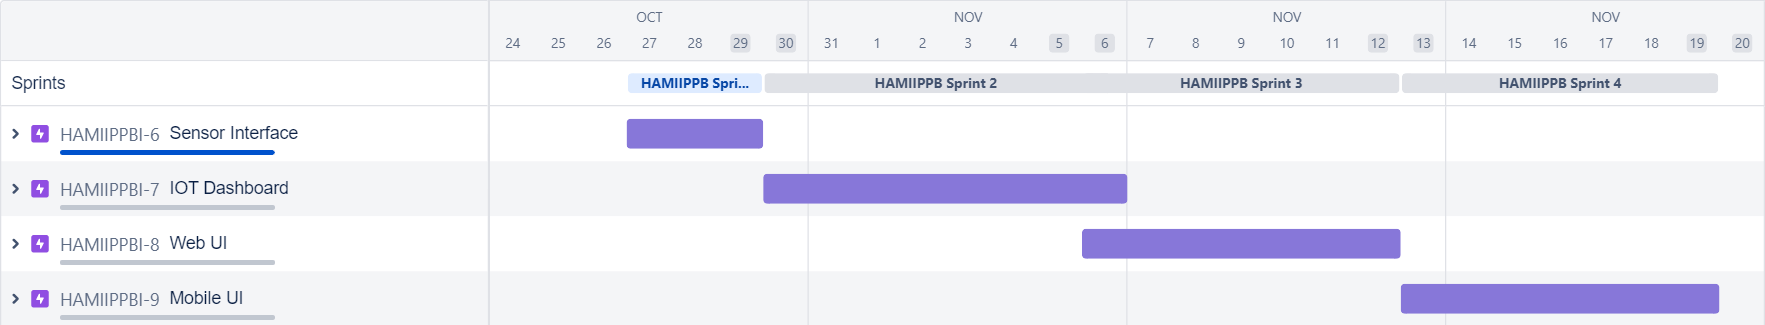 OCT NOV NOV NOV
24 25 26 27 28 29 30 31 1 2 3 4 5 6 7 8 9 10 11 12 13 14 15 16 17 18 19 20
Sprints HAMIIPPB Spri... HAMIIPPB Sprint 2 HAMIIPPB Sprint 3 HAMIIPPB Sprint 4
HAMIIPPBI-6 Sensor Interface
HAMIIPPBI-7 IOT Dashboard
HAMIIPPBI-8 Web UI
HAMIIPPBI-9 Mobile UI